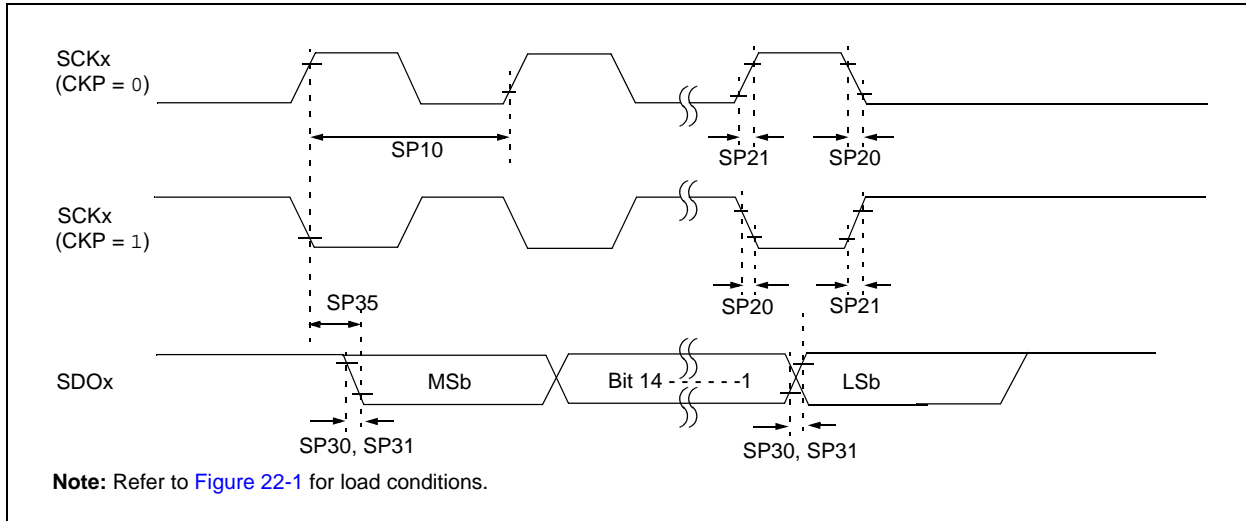 SCKx
(CKP = 0)
SP10
SP21
SP20
SCKx
(CKP = 1)
SP35
SP20
SP21
SDOx
MSb
Bit 14 - - - - - -1
LSb
SP30, SP31
SP30, SP31
Note: Refer to Figure 22-1 for load conditions.